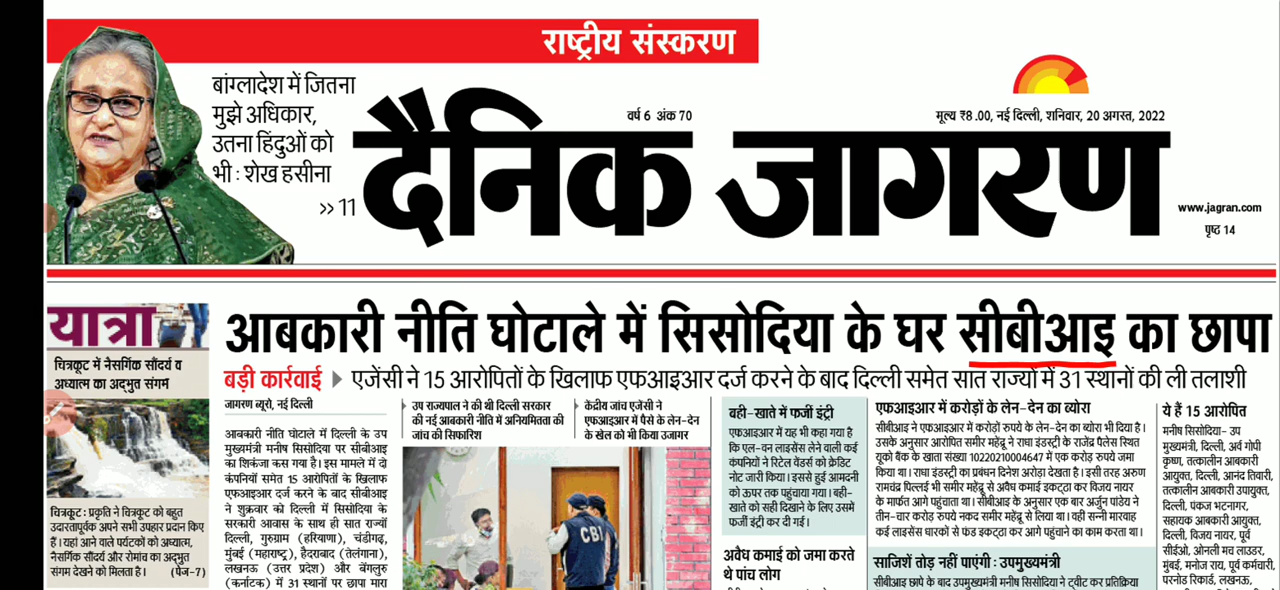 राष्ट्रीय संस्करण
बांग्लादेश में जितना
मुझे अधिकार,
उतना हिंदुओं को
भी : शेख हसीना
>> 11
वर्ष 6 अंक 70
मूल्य ₹8.00, नई दिल्ली, शनिवार, 20 अगस्त, 2022
दैनिक जागरण
www.jagran.com
पृष्ठ 14
यात्रा
चित्रकूट में नैसर्गिक सौंदर्य व
अध्यात्म का अद्भुत संगम
चित्रकूट : प्रकृति ने चित्रकूट को बहुत
उदारतापूर्वक अपने सभी उपहार प्रदान किए
हैं। यहां आने वाले पर्यटकों को अध्यात्म,
नैसर्गिक सौंदर्य और रोमांच का अद्भुत
संगम देखने को मिलता है। (पेज-7)
आबकारी नीति घोटाले में सिसोदिया के घर सीबीआइ का छापा
बड़ी कार्रवाई ▶ एजेंसी ने 15 आरोपितों के खिलाफ एफआइआर दर्ज करने के बाद दिल्ली समेत सात राज्यों में 31 स्थानों की ली तलाशी
जागरण ब्यूरो, नई दिल्ली
आबकारी नीति घोटाले में दिल्ली के उप
मुख्यमंत्री मनीष सिसोदिया पर सीबीआइ
का शिकंजा कस गया है। इस मामले में दो
कंपनियों समेत 15 आरोपितों के खिलाफ
एफआइआर दर्ज करने के बाद सीबीआइ
ने शुक्रवार को दिल्ली में सिसोदिया के
सरकारी आवास के साथ ही सात राज्यों
दिल्ली, गुरुग्राम (हरियाणा), चंडीगढ़,
मुंबई (महाराष्ट्र), हैदराबाद (तेलंगाना),
लखनऊ (उत्तर प्रदेश) और बेंगलुरु
(कर्नाटक) में 31 स्थानों पर छापा मारा
उप राज्यपाल ने की थी दिल्ली सरकार
की नई आबकारी नीति में अनियमितता की
जांच की सिफारिश
केंद्रीय जांच एजेंसी ने
एफआइआर में पैसे के लेन-देन
के खेल को भी किया उजागर
CBI
बही-खाते में फर्जी इंट्री
एफआइआर में यह भी कहा गया है
कि एल-वन लाइसेंस लेने वाली कई
कंपनियों ने रिटेल वेंडर्स को क्रेडिट
नोट जारी किया। इससे हुई आमदनी
को ऊपर तक पहुंचाया गया। बही-
खाते को सही दिखाने के लिए उसमें
फर्जी इंट्री कर दी गई।
अवैध कमाई को जमा करते
थे पांच लोग
एफआइआर में करोड़ों के लेन-देन का ब्योरा
सीबीआइ ने एफआइआर में करोड़ों रुपये के लेन-देन का ब्योरा भी दिया है।
उसके अनुसार आरोपित समीर महेंद्रू ने राधा इंडस्ट्री के राजेंद्र पैलेस स्थित
यूको बैंक के खाता संख्या 10220210004647 में एक करोड़ रुपये जमा
किया था। राधा इंडस्ट्री का प्रबंधन दिनेश अरोड़ा देखता है। इसी तरह अरुण
रामचंद्र पिल्लई भी समीर महेंद्रू से अवैध कमाई इकट्ठा कर विजय नायर
के मार्फत आगे पहुंचाता था। सीबीआइ के अनुसार एक बार अर्जुन पांडेय ने
तीन-चार करोड़ रुपये नकद समीर महेंद्रू से लिया था। वही सन्नी मारवाह
कई लाइसेंस धारकों से फंड इकट्ठा कर आगे पहुंचाने का काम करता था।
साजिशें तोड़ नहीं पाएंगी : उपमुख्यमंत्री
सीबीआइ छापे के बाद उपमुख्यमंत्री मनीष सिसोदिया ने ट्वीट कर प्रतिक्रिया
ये हैं 15 आरोपित
मनीष सिसोदिया- उप
मुख्यमंत्री, दिल्ली, अर्व गोपी
कृष्ण, तत्कालीन आबकारी
आयुक्त, दिल्ली, आनंद तिवारी,
तत्कालीन आबकारी उपायुक्त,
दिल्ली, पंकज भटनागर,
सहायक आबकारी आयुक्त,
दिल्ली, विजय नायर, पूर्व
सीईओ, ओनली मच लाउडर,
मुंबई, मनोज राय, पूर्व कर्मचारी,
परनोड रिकार्ड, लखनऊ,